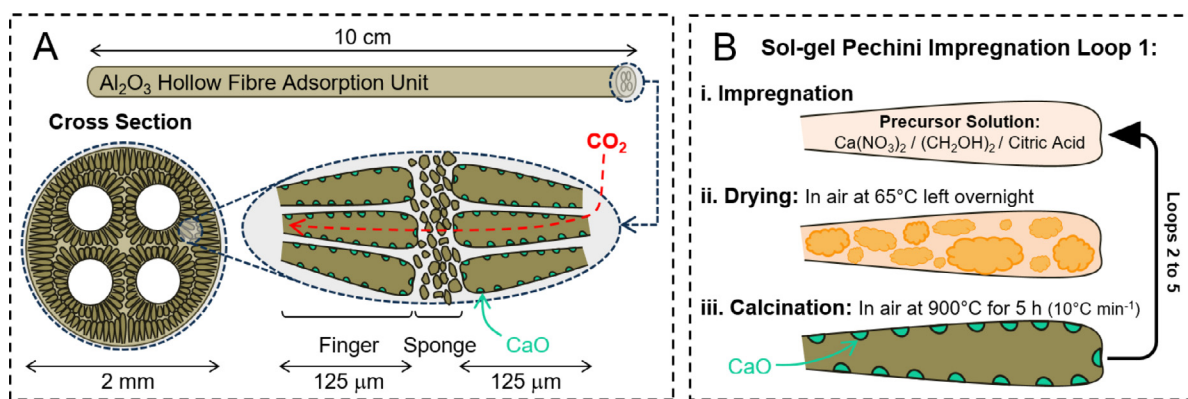 A
10 cm
Al₂O₃ Hollow Fibre Adsorption Unit
Cross Section
CO₂
Finger
Sponge
CaO
2 mm
125 μm
125 μm
B
Sol-gel Pechini Impregnation Loop 1:
i. Impregnation
Precursor Solution:
Ca(NO₃)₂ / (CH₂OH)₂ / Citric Acid
ii. Drying: In air at 65°C left overnight
iii. Calcination: In air at 900°C for 5 h (10°C min⁻¹)
CaO
Loops 2 to 5